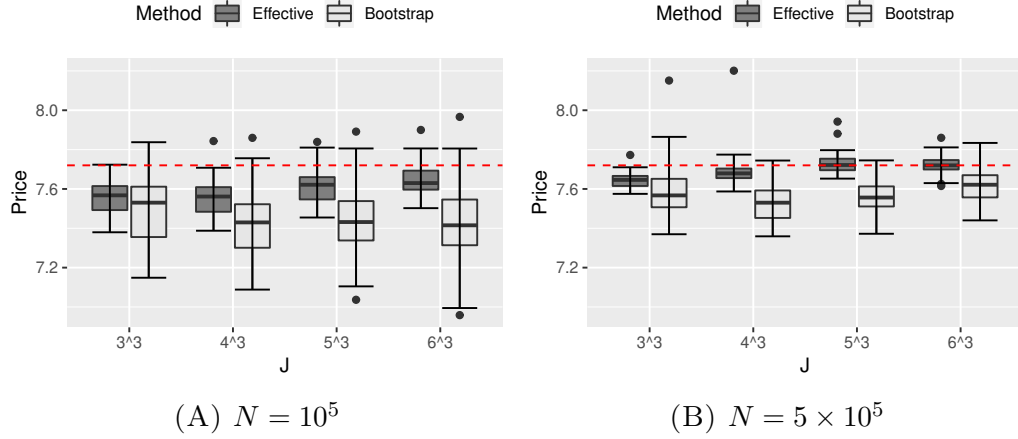 Method Effective Bootstrap
Price
8.0
7.6
7.2
3^3 4^3 5^3 6^3
J
(A) N = 10^5
Method Effective Bootstrap
Price
8.0
7.6
7.2
3^3 4^3 5^3 6^3
J
(B) N = 5 × 10^5